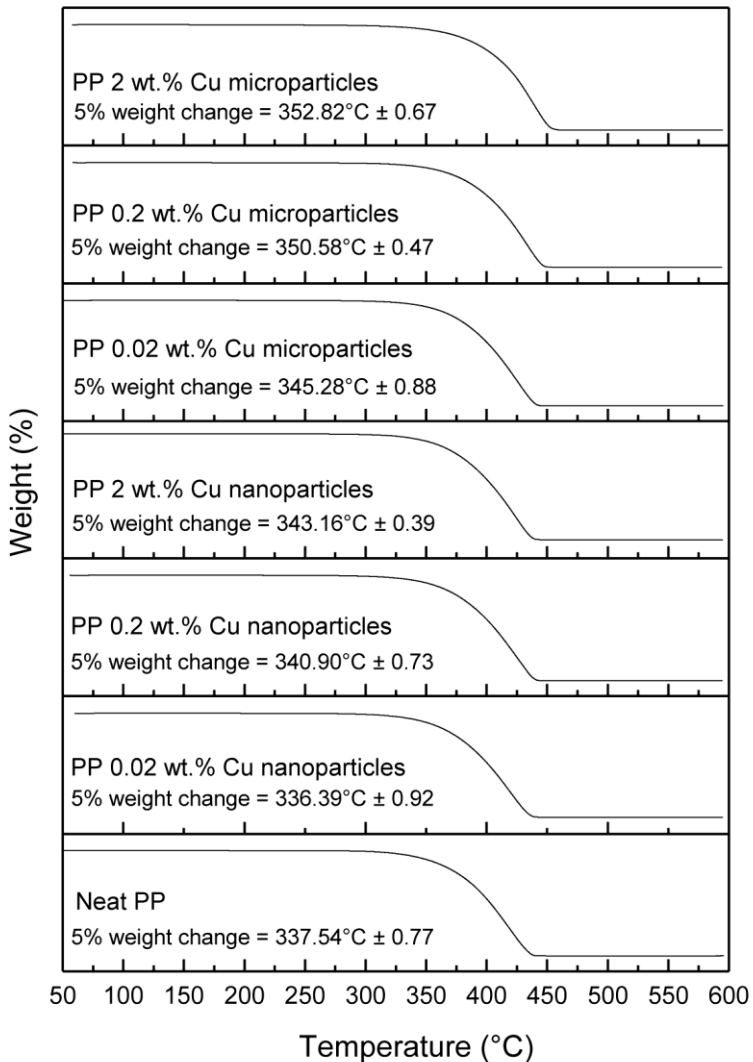 PP 2 wt.% Cu microparticles
5% weight change = 352.82°C ± 0.67
PP 0.2 wt.% Cu microparticles
5% weight change = 350.58°C ± 0.47
PP 0.02 wt.% Cu microparticles
5% weight change = 345.28°C ± 0.88
PP 2 wt.% Cu nanoparticles
5% weight change = 343.16°C ± 0.39
PP 0.2 wt.% Cu nanoparticles
5% weight change = 340.90°C ± 0.73
PP 0.02 wt.% Cu nanoparticles
5% weight change = 336.39°C ± 0.92
Neat PP
5% weight change = 337.54°C ± 0.77
Weight (%)
50 100 150 200 250 300 350 400 450 500 550 600
Temperature (°C)